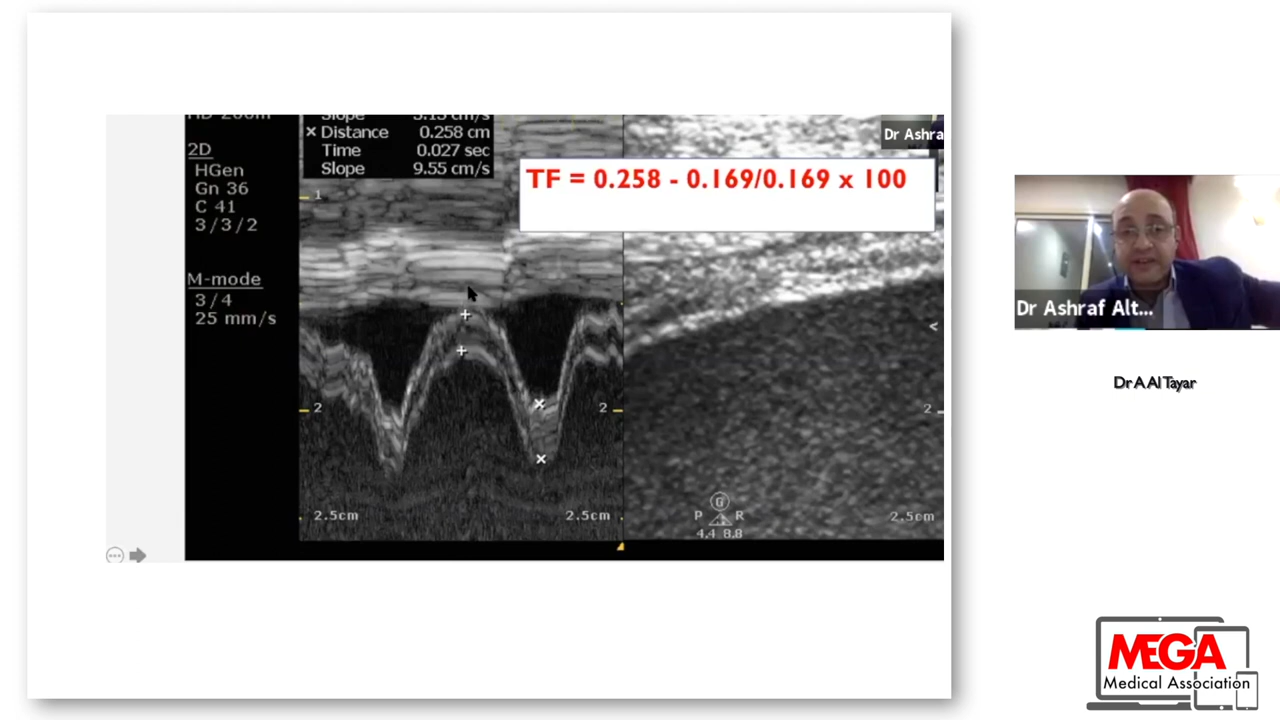 2D
HGen
Gn 36
C 41
3/3/2
M-mode
3/4
25 mm/s
Slope
× Distance 0.258 cm
Time 0.027 sec
Slope 9.55 cm/s
1
2
2
2.5cm
2.5cm
Dr Ashra
TF = 0.258 - 0.169/0.169 x 100
<
2
G
P R
4.4 8.8
2.5cm
Dr Ashraf Alt...
Dr A Al Tayar
MEGA
Medical Association